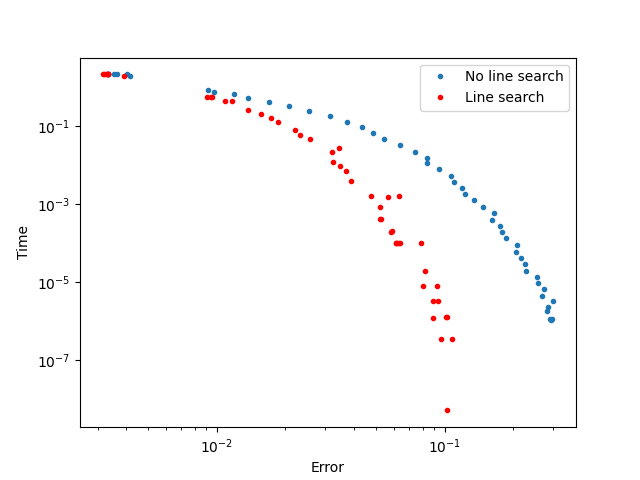 No line search
Line search
10⁻¹
10⁻³
10⁻⁵
10⁻⁷
Time
10⁻² 10⁻¹
Error